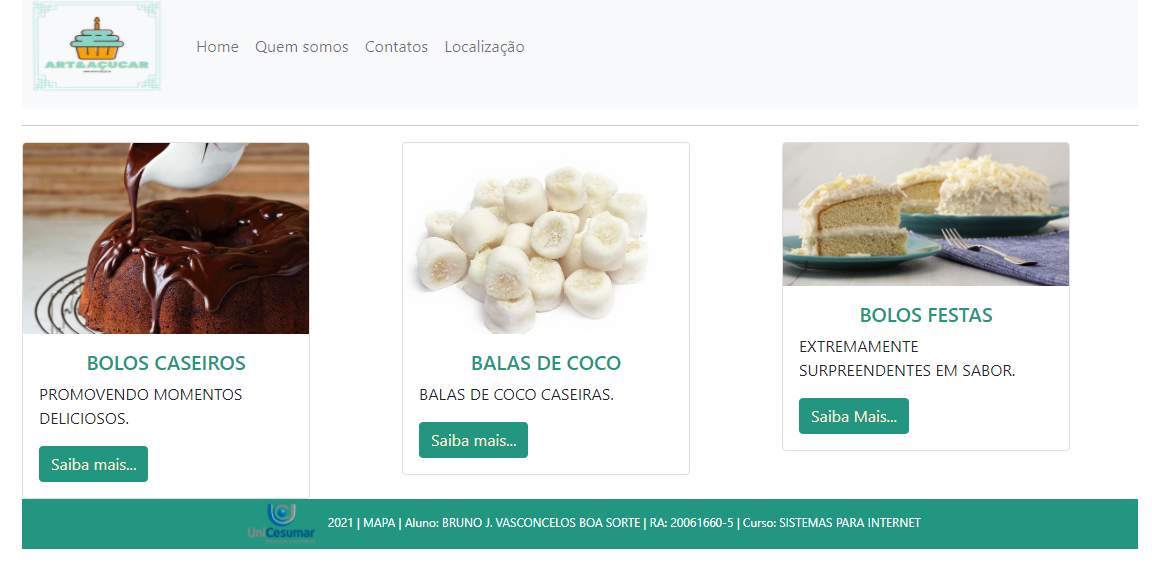 ART&AÇUCAR
Home Quem somos Contatos Localização
BOLOS CASEIROS
PROMOVENDO MOMENTOS
DELICIOSOS.
Saiba mais...
BALAS DE COCO
BALAS DE COCO CASEIRAS.
Saiba mais...
BOLOS FESTAS
EXTREMAMENTE
SURPREENDENTES EM SABOR.
Saiba Mais...
UniCesumar
2021 | MAPA | Aluno: BRUNO J. VASCONCELOS BOA SORTE | RA: 20061660-5 | Curso: SISTEMAS PARA INTERNET